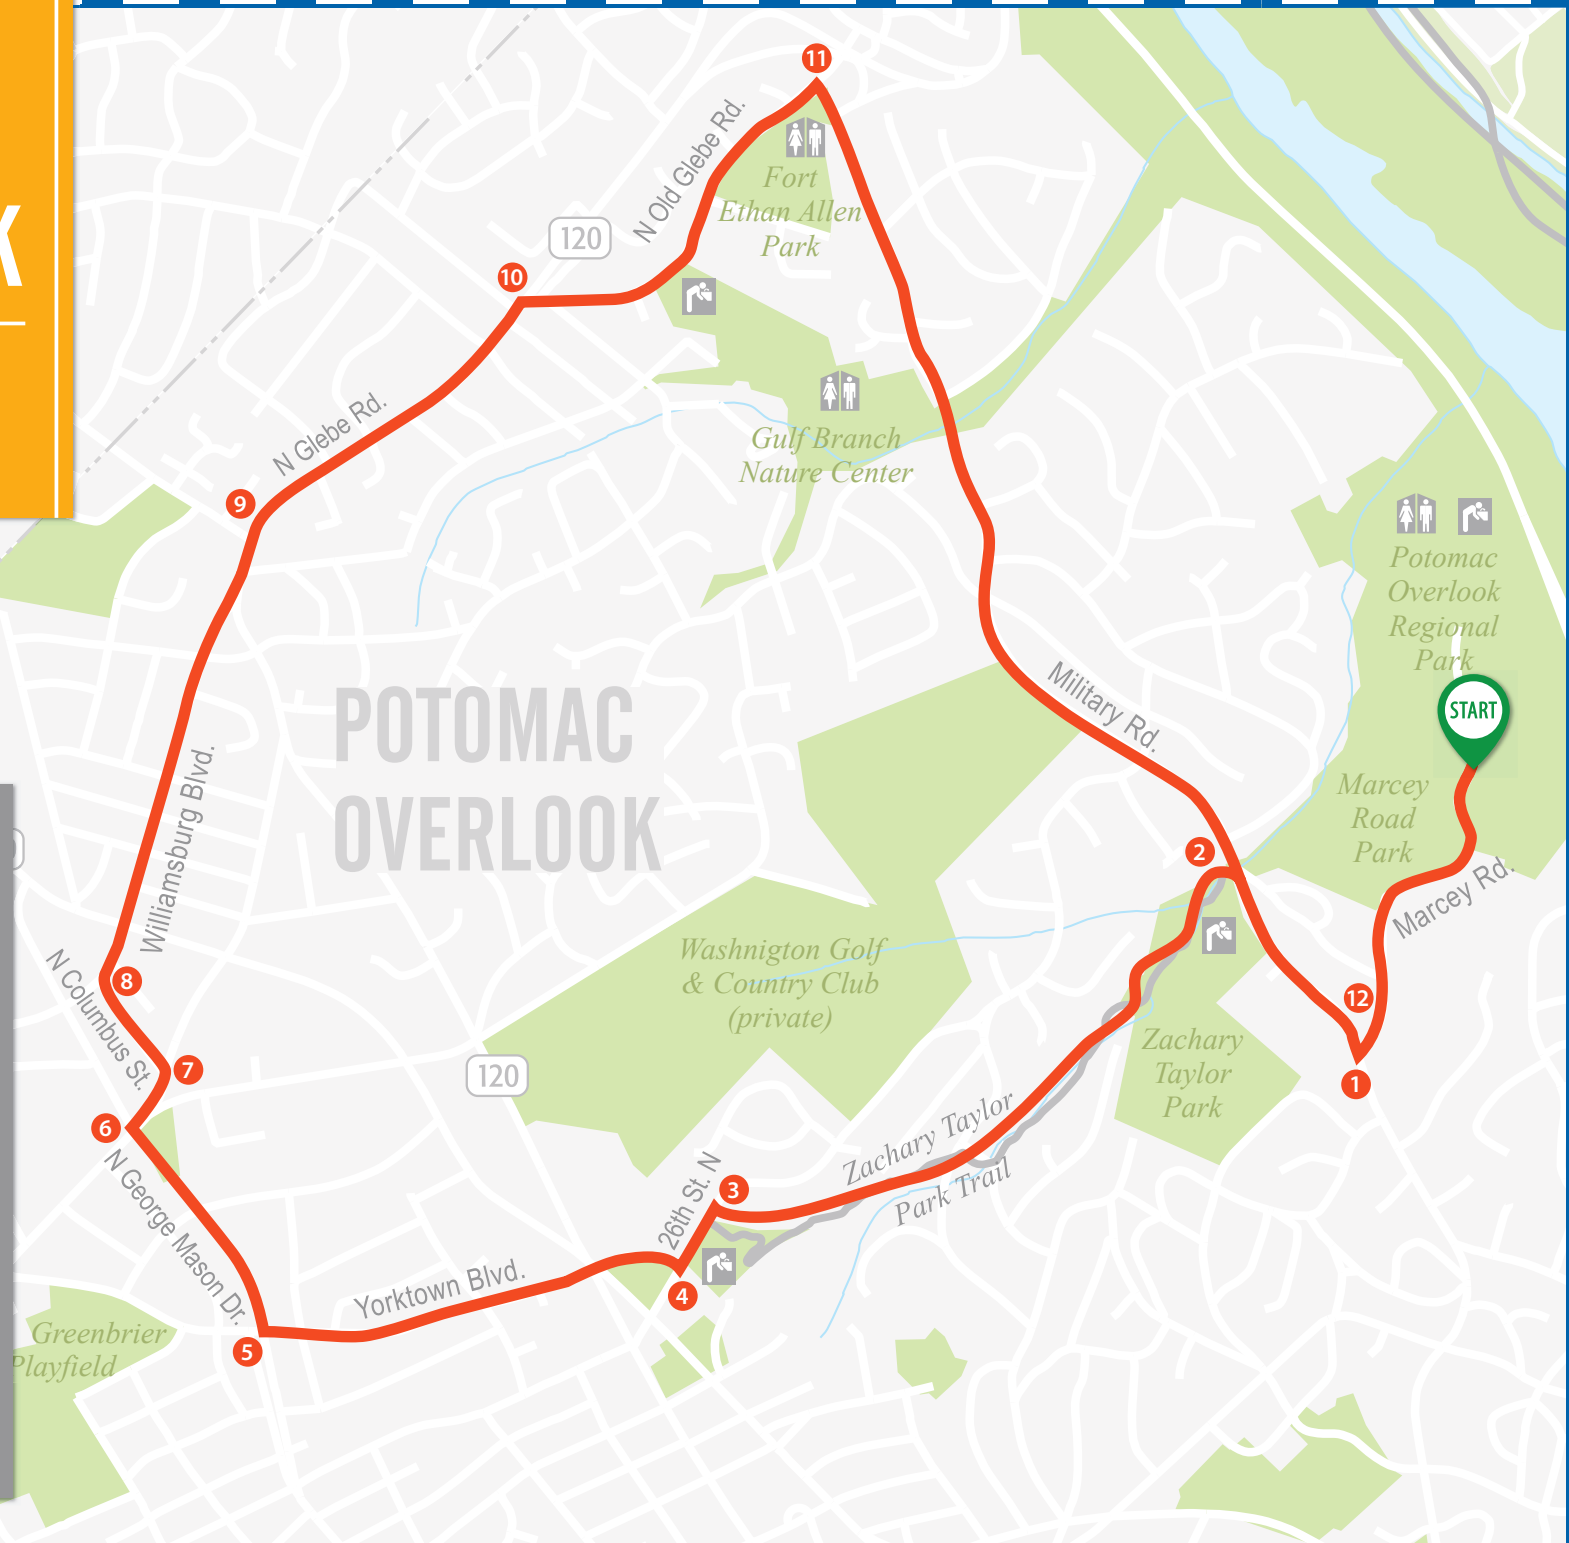 K
11
N Old Glebe Rd.
Fort
Ethan Allen
Park
120
10
N Glebe Rd.
Gulf Branch
Nature Center
9
Potomac
Overlook
Regional
Park
START
Military Rd.
POTOMAC
OVERLOOK
Marcey
Road
Park
Williamsburg Blvd.
2
Marcey Rd.
Washnigton Golf
& Country Club
(private)
8
N Columbus St.
12
Zachary
Taylor
Park
7
120
1
6
Zachary Taylor
Park Trail
N George Mason Dr.
26th St. N
3
Yorktown Blvd.
4
Greenbrier
Playfield
5